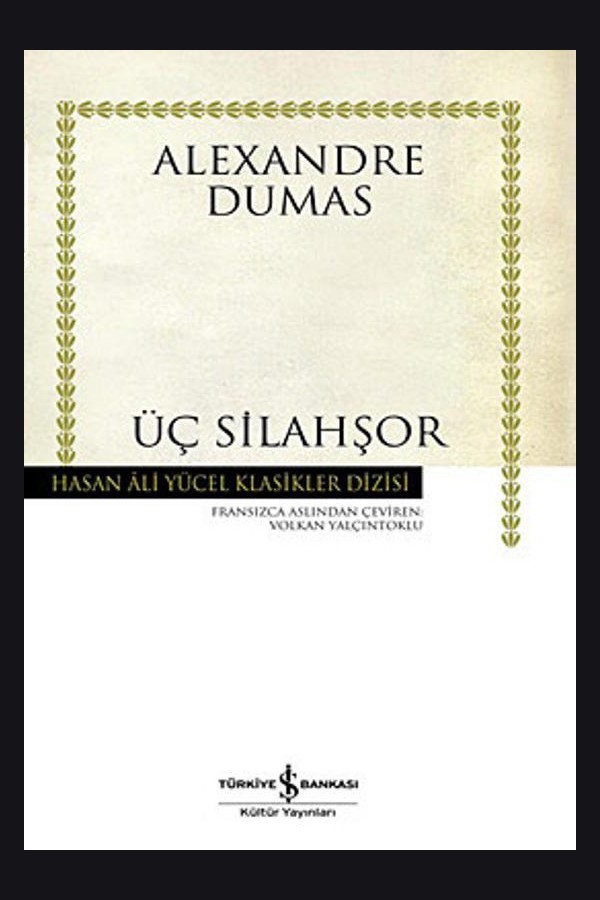 ALEXANDRE
DUMAS
ÜÇ SİLAHŞOR
HASAN ÂLİ YÜCEL KLASİKLER DİZİSİ
FRANSIZCA ASLINDAN ÇEVİREN:
VOLKAN YALÇINTOKLU
TÜRKİYE İŞ BANKASI
Kültür Yayınları